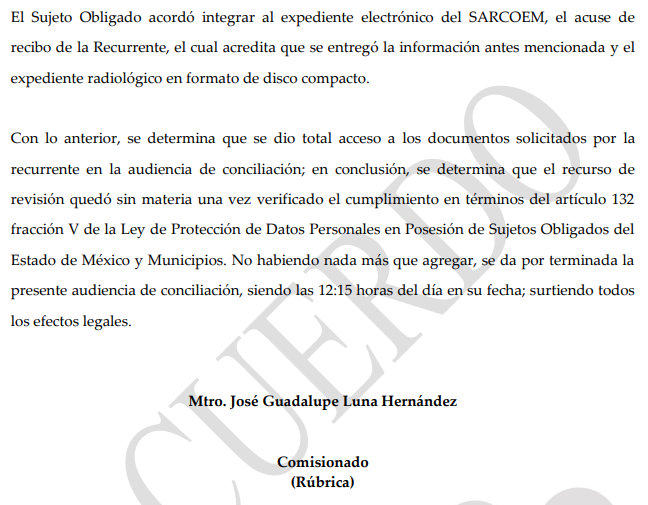 El Sujeto Obligado acordó integrar al expediente electrónico del SARCOEM, el acuse de
recibo de la Recurrente, el cual acredita que se entregó la información antes mencionada y el
expediente radiológico en formato de disco compacto.
Con lo anterior, se determina que se dio total acceso a los documentos solicitados por la
recurrente en la audiencia de conciliación; en conclusión, se determina que el recurso de
revisión quedó sin materia una vez verificado el cumplimiento en términos del artículo 132
fracción V de la Ley de Protección de Datos Personales en Posesión de Sujetos Obligados del
Estado de México y Municipios. No habiendo nada más que agregar, se da por terminada la
presente audiencia de conciliación, siendo las 12:15 horas del día en su fecha; surtiendo todos
los efectos legales.
Mtro. José Guadalupe Luna Hernández
Comisionado
(Rúbrica)
CUERDO